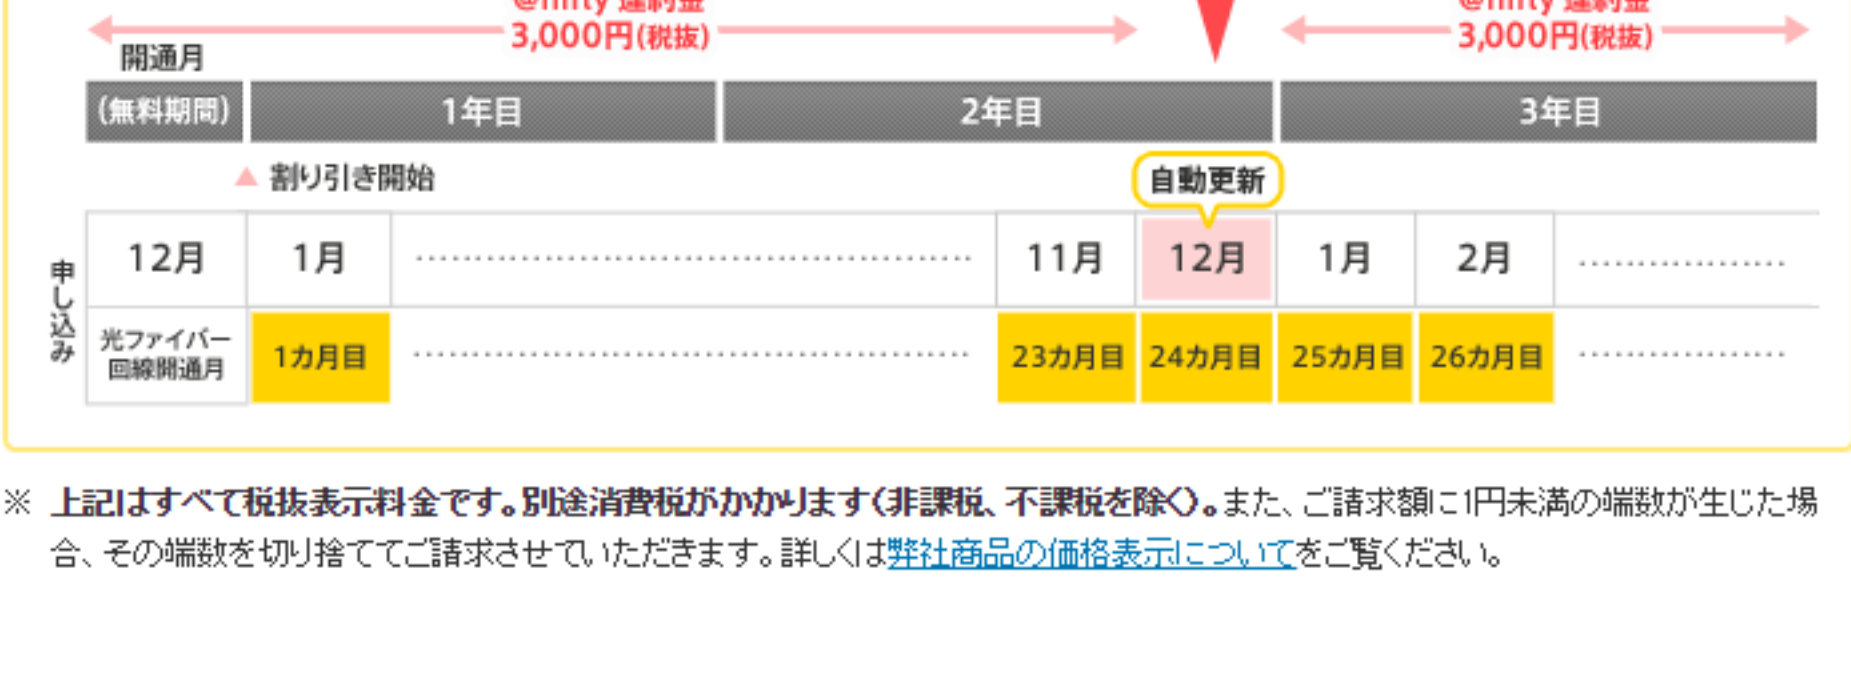 @nifty 違約金 @nifty 違約金
3,000円(税抜) 3,000円(税抜)
開通月
(無料期間) 1年目 2年目 3年目
▲ 割り引き開始 自動更新
申し込み
12月 1月 11月 12月 1月 2月
光ファイバー
回線開通月
1カ月目 23カ月目 24カ月目 25カ月目 26カ月目
※ 上記はすべて税抜表示料金です。別途消費税がかかります(非課税、不課税を除く)。また、ご請求額に1円未満の端数が生じた場
合、その端数を切り捨ててご請求させていただきます。詳しくは弊社商品の価格表示についてをご覧ください。